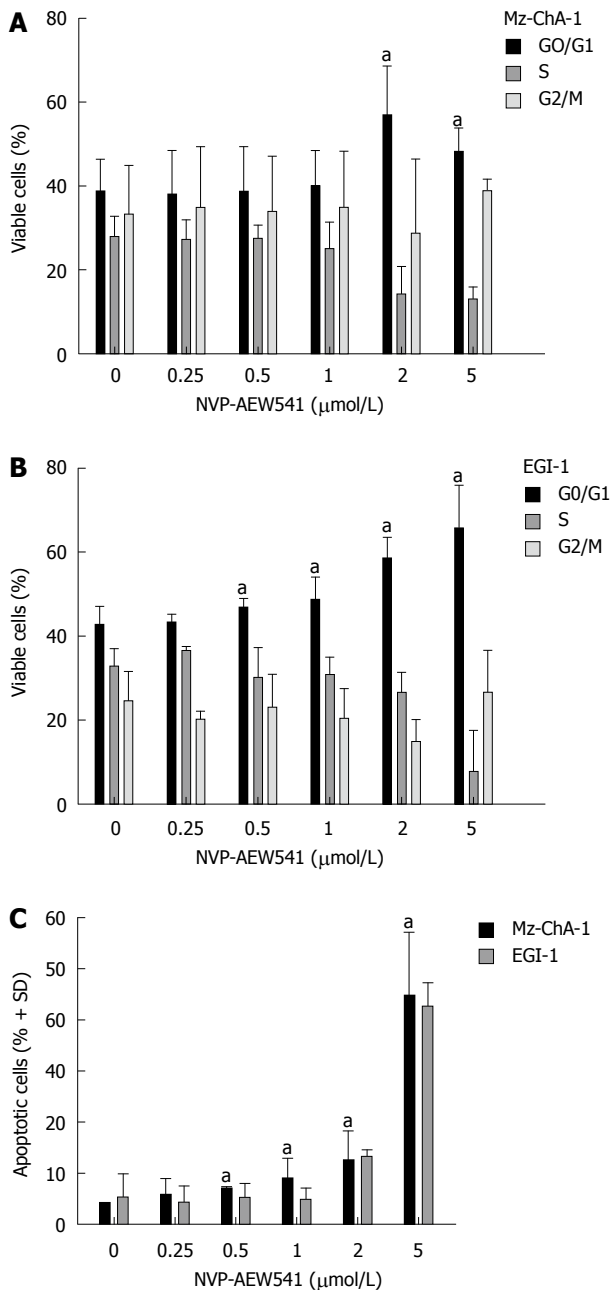 A
Mz-ChA-1
GO/G1
S
G2/M
Viable cells (%)
80
60
40
20
0
a
a
0 0.25 0.5 1 2 5
NVP-AEW541 (μmol/L)
B
EGI-1
G0/G1
S
G2/M
Viable cells (%)
80
60
40
20
0
a
a
a
a
0 0.25 0.5 1 2 5
NVP-AEW541 (μmol/L)
C
Mz-ChA-1
EGI-1
Apoptotic cells (% + SD)
60
50
60
40
20
10
0
a
a
a
a
0 0.25 0.5 1 2 5
NVP-AEW541 (μmol/L)